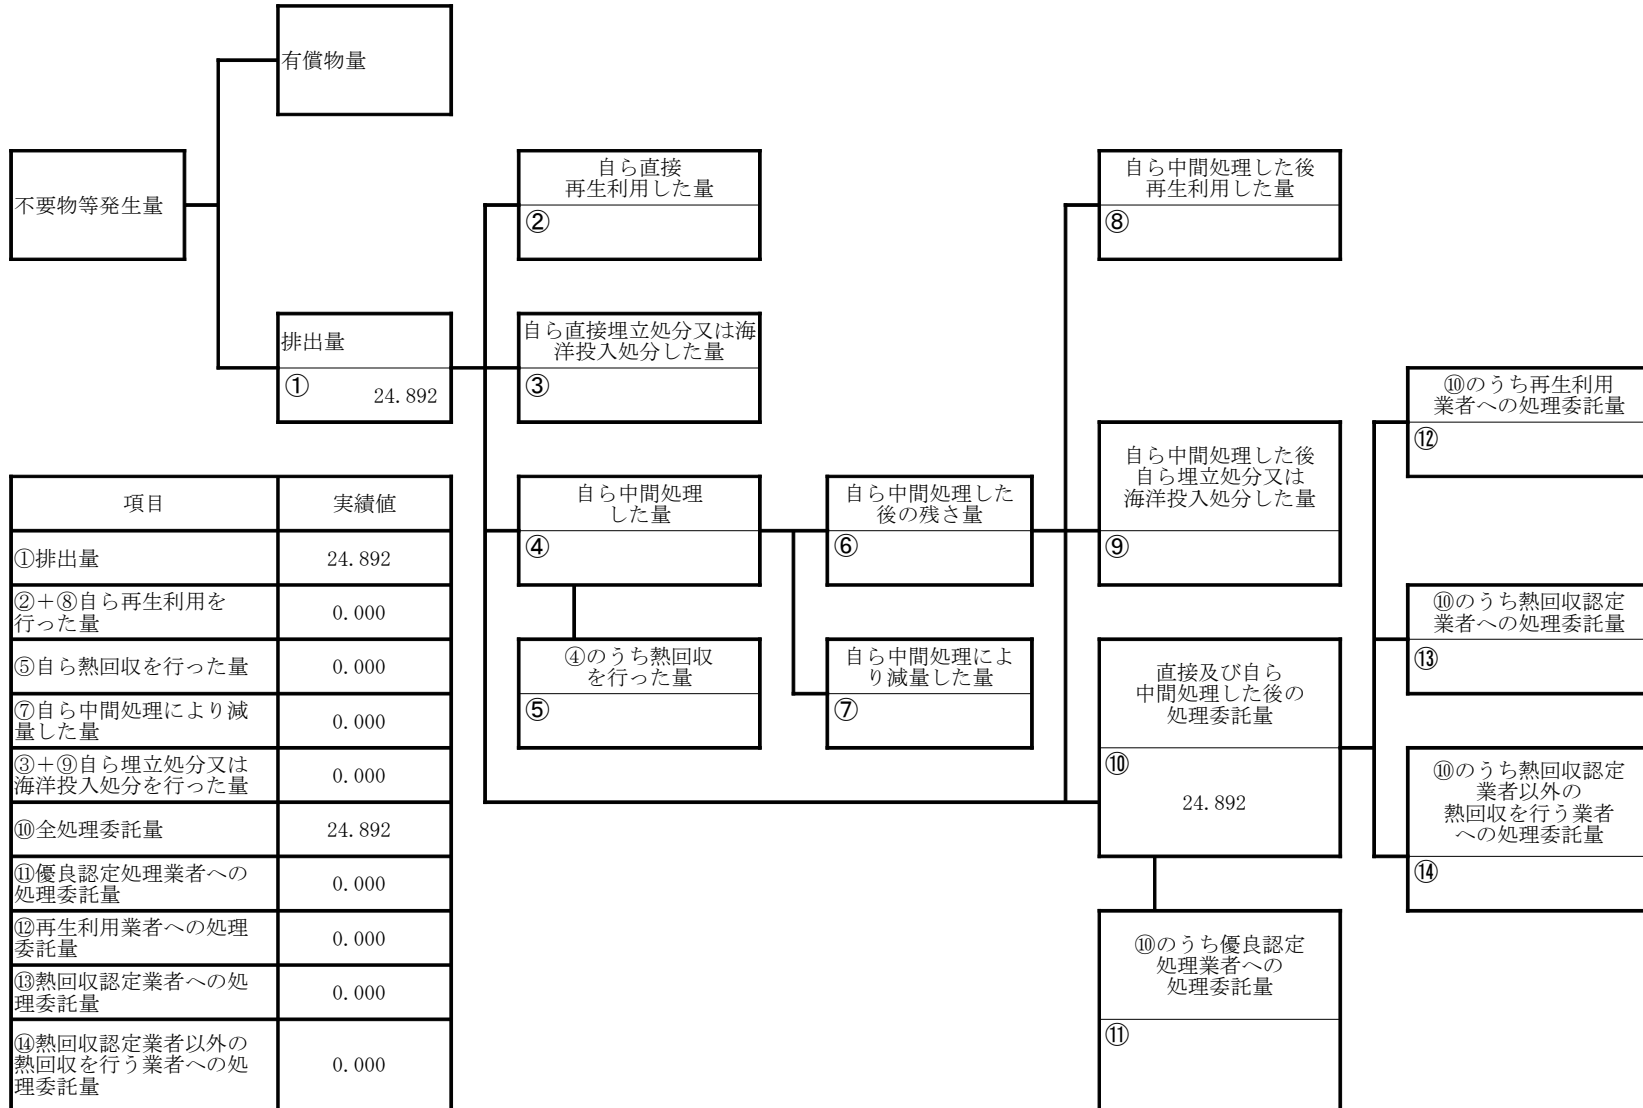 有償物量
不要物等発生量
自ら直接
再生利用した量
②
自ら中間処理した後
再生利用した量
⑧
排出量
①
24.892
自ら直接埋立処分又は海
洋投入処分した量
③
⑩のうち再生利用
業者への処理委託量
⑫
自ら中間処理
した量
④
自ら中間処理した
後の残さ量
⑥
自ら中間処理した後
自ら埋立処分又は
海洋投入処分した量
⑨
⑩のうち熱回収認定
業者への処理委託量
⑬
④のうち熱回収
を行った量
⑤
自ら中間処理によ
り減量した量
⑦
直接及び自ら
中間処理した後の
処理委託量
⑩
24.892
⑩のうち熱回収認定
業者以外の
熱回収を行う業者
への処理委託量
⑭
⑩のうち優良認定
処理業者への
処理委託量
⑪
項目 実績値
①排出量 24.892
②+⑧自ら再生利用を
行った量 0.000
⑤自ら熱回収を行った量 0.000
⑦自ら中間処理により減
量した量 0.000
③+⑨自ら埋立処分又は
海洋投入処分を行った量 0.000
⑩全処理委託量 24.892
⑪優良認定処理業者への
処理委託量 0.000
⑫再生利用業者への処理
委託量 0.000
⑬熱回収認定業者への処
理委託量 0.000
⑭熱回収認定業者以外の
熱回収を行う業者への処
理委託量 0.000